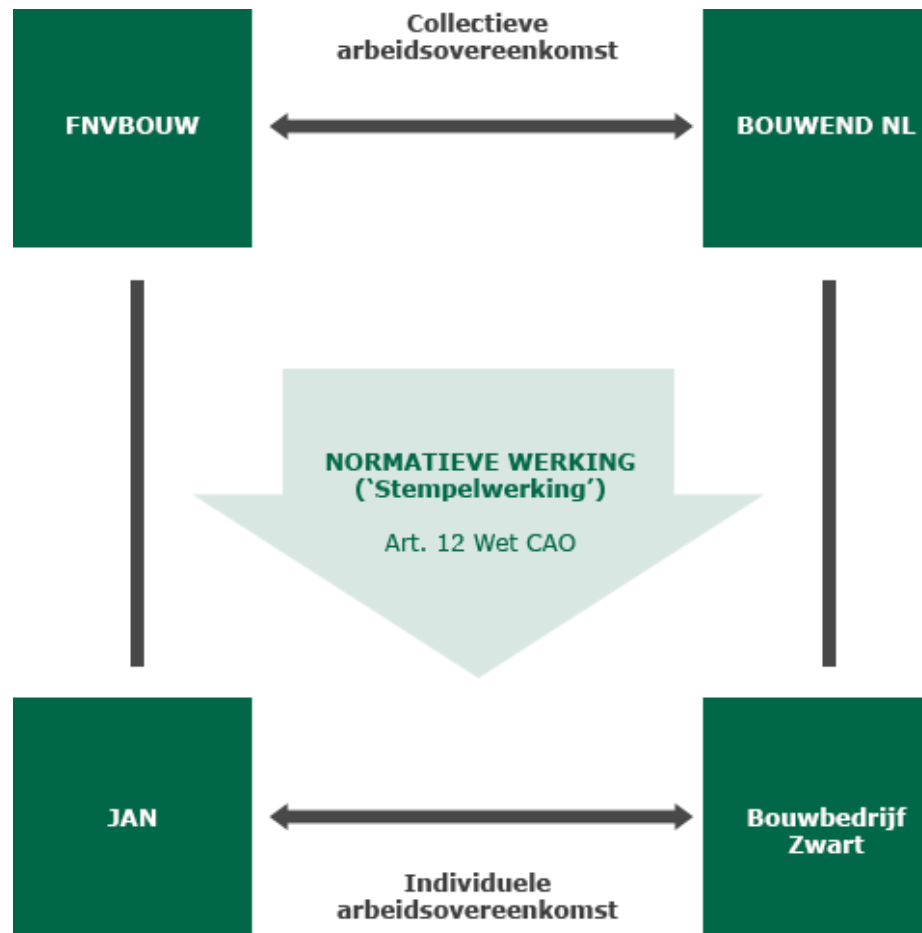 Collectieve
arbeidsovereenkomst
FNVBOUW
BOUWEND NL
NORMATIEVE WERKING
(‘Stempelwerking’)
Art. 12 Wet CAO
JAN
Bouwbedrijf
Zwart
Individuele
arbeidsovereenkomst